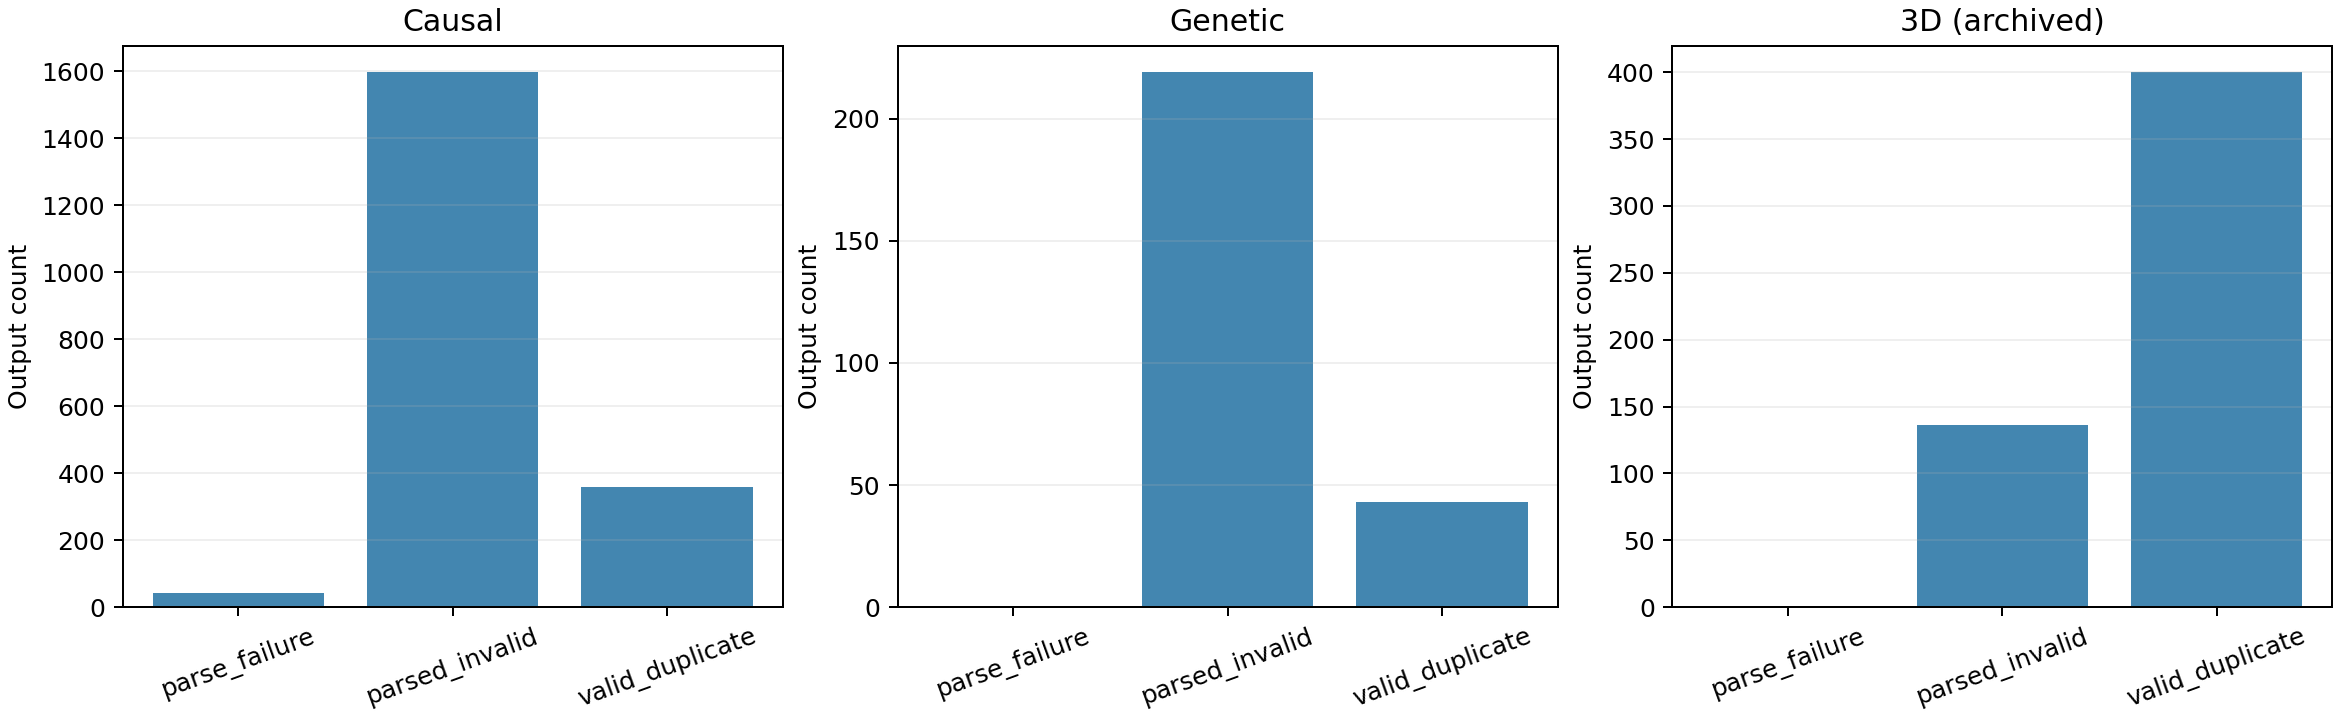 Causal
Output count
1600
1400
1200
1000
800
600
400
200
0
parse_failure
parsed_invalid
valid_duplicate
Genetic
Output count
200
150
100
50
0
parse_failure
parsed_invalid
valid_duplicate
3D (archived)
Output count
400
350
300
250
200
150
100
50
0
parse_failure
parsed_invalid
valid_duplicate